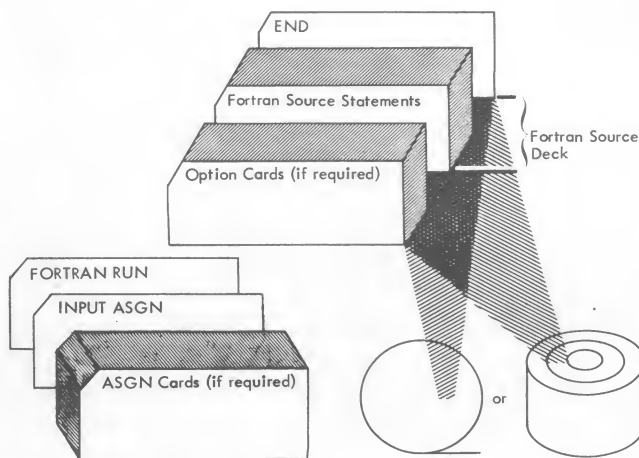 END
Fortran Source Statements
Fortran Source
Deck
Option Cards (if required)
FORTRAN RUN
INPUT ASGN
ASGN Cards (if required)
or